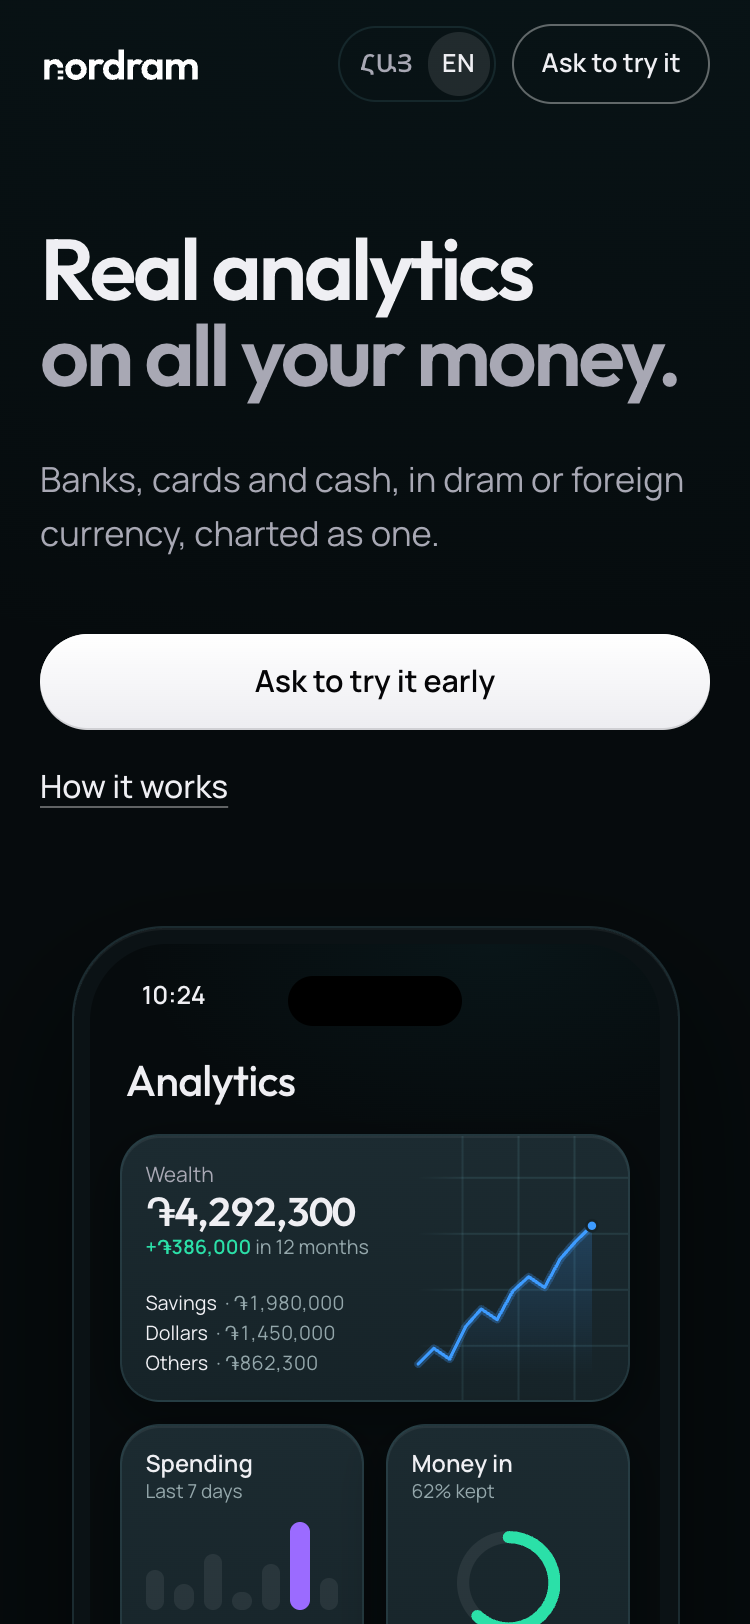 nordram
ՀԱՅ EN Ask to try it
Real analytics
on all your money.
Banks, cards and cash, in dram or foreign
currency, charted as one.
Ask to try it early
How it works
10:24
Analytics
Wealth
֏4,292,300
+֏386,000 in 12 months
Savings · ֏1,980,000
Dollars · ֏1,450,000
Others · ֏862,300
Spending
Last 7 days
Money in
62% kept